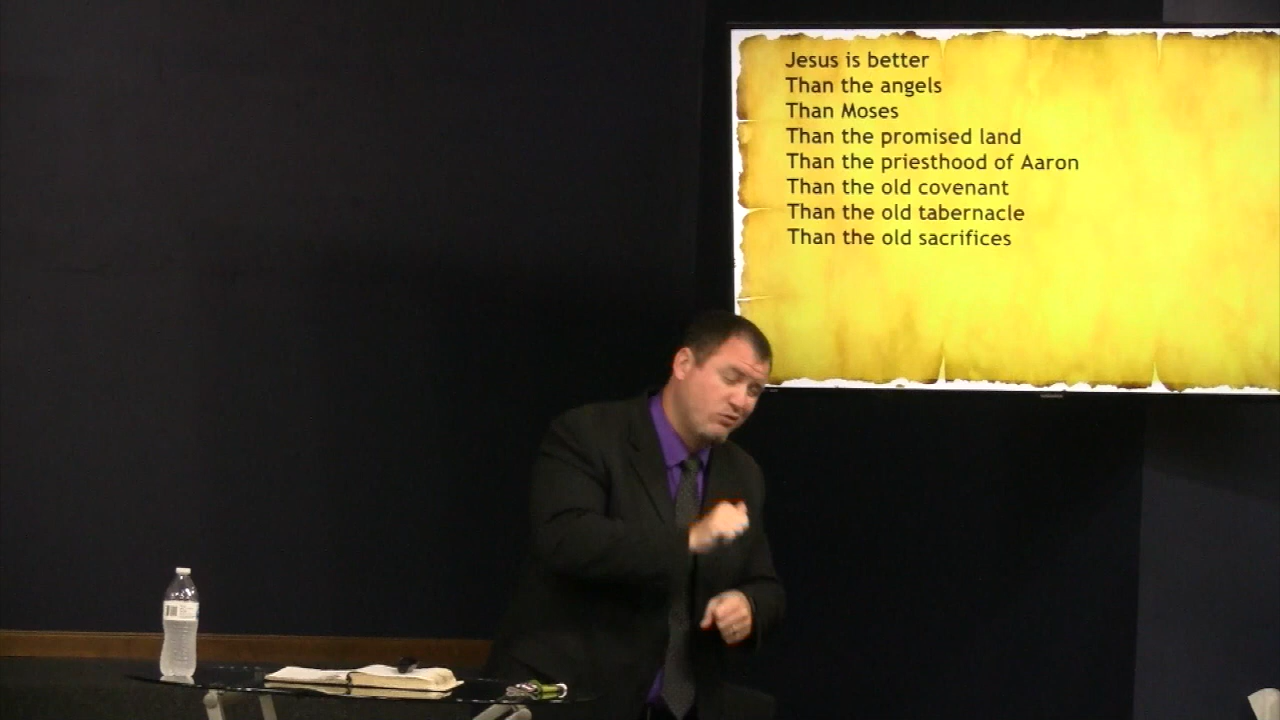 Jesus is better
Than the angels
Than Moses
Than the promised land
Than the priesthood of Aaron
Than the old covenant
Than the old tabernacle
Than the old sacrifices